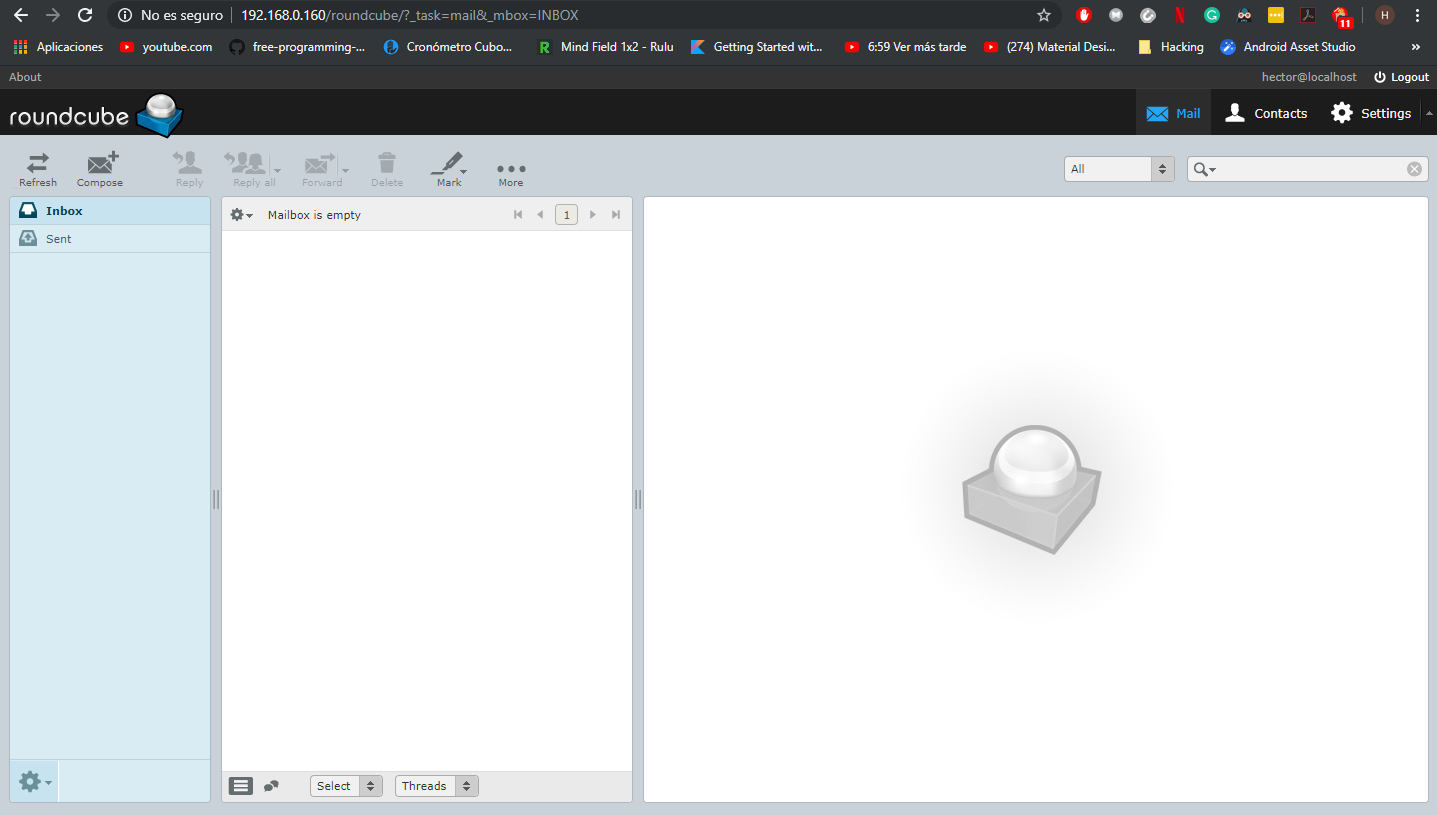 No es seguro 192.168.0.160/roundcube/?_task=mail&_mbox=INBOX 11 H
Aplicaciones youtube.com free-programming-... Cronómetro Cubo... R Mind Field 1x2 - Rulu Getting Started wit... 6:59 Ver más tarde (274) Material Desi... Hacking Android Asset Studio »
About hector@localhost Logout
roundcube Mail Contacts Settings
Refresh Compose Reply Reply all Forward Delete Mark More All
Inbox Mailbox is empty 1
Sent
Select Threads